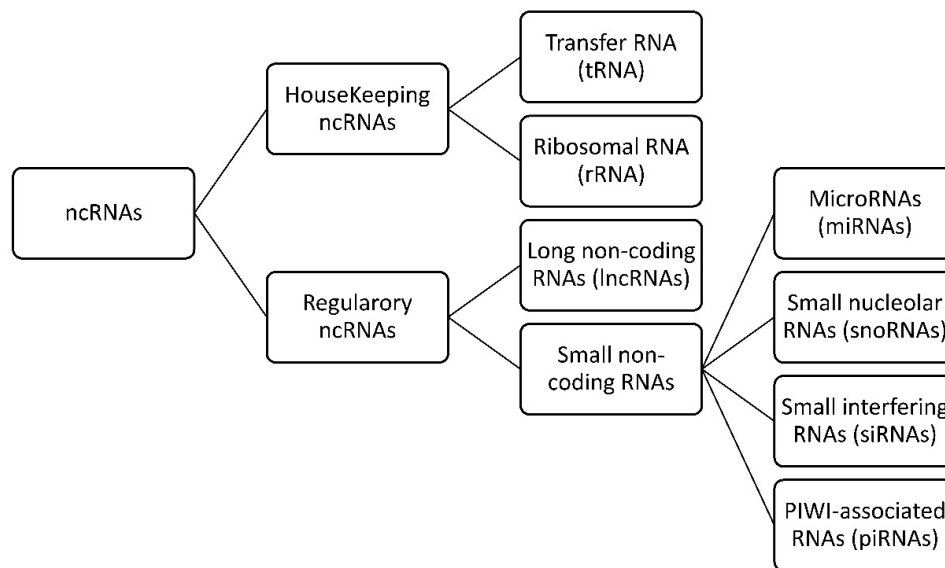 ncRNAs
HouseKeeping
ncRNAs
Transfer RNA
(tRNA)
Ribosomal RNA
(rRNA)
Regularory
ncRNAs
Long non-coding
RNAs (lncRNAs)
Small non-
coding RNAs
MicroRNAs
(miRNAs)
Small nucleolar
RNAs (snoRNAs)
Small interfering
RNAs (siRNAs)
PIWI-associated
RNAs (piRNAs)